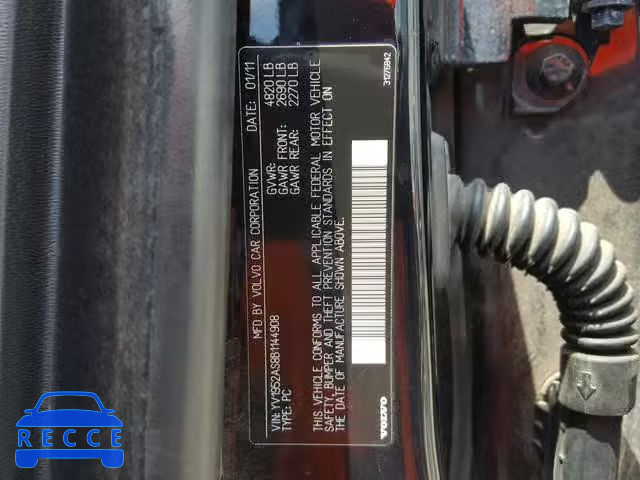 MFD BY VOLVO CAR CORPORATION DATE: 01/11
GVWR: 4820 LB
GAWR FRONT: 2690 LB
GAWR REAR: 2270 LB
VIN: YV1952AS8B1144908
TYPE: PC
THIS VEHICLE CONFORMS TO ALL APPLICABLE FEDERAL MOTOR VEHICLE
SAFETY, BUMPER AND THEFT PREVENTION STANDARDS IN EFFECT ON
THE DATE OF MANUFACTURE SHOWN ABOVE.
VOLVO
31276842
RECCE